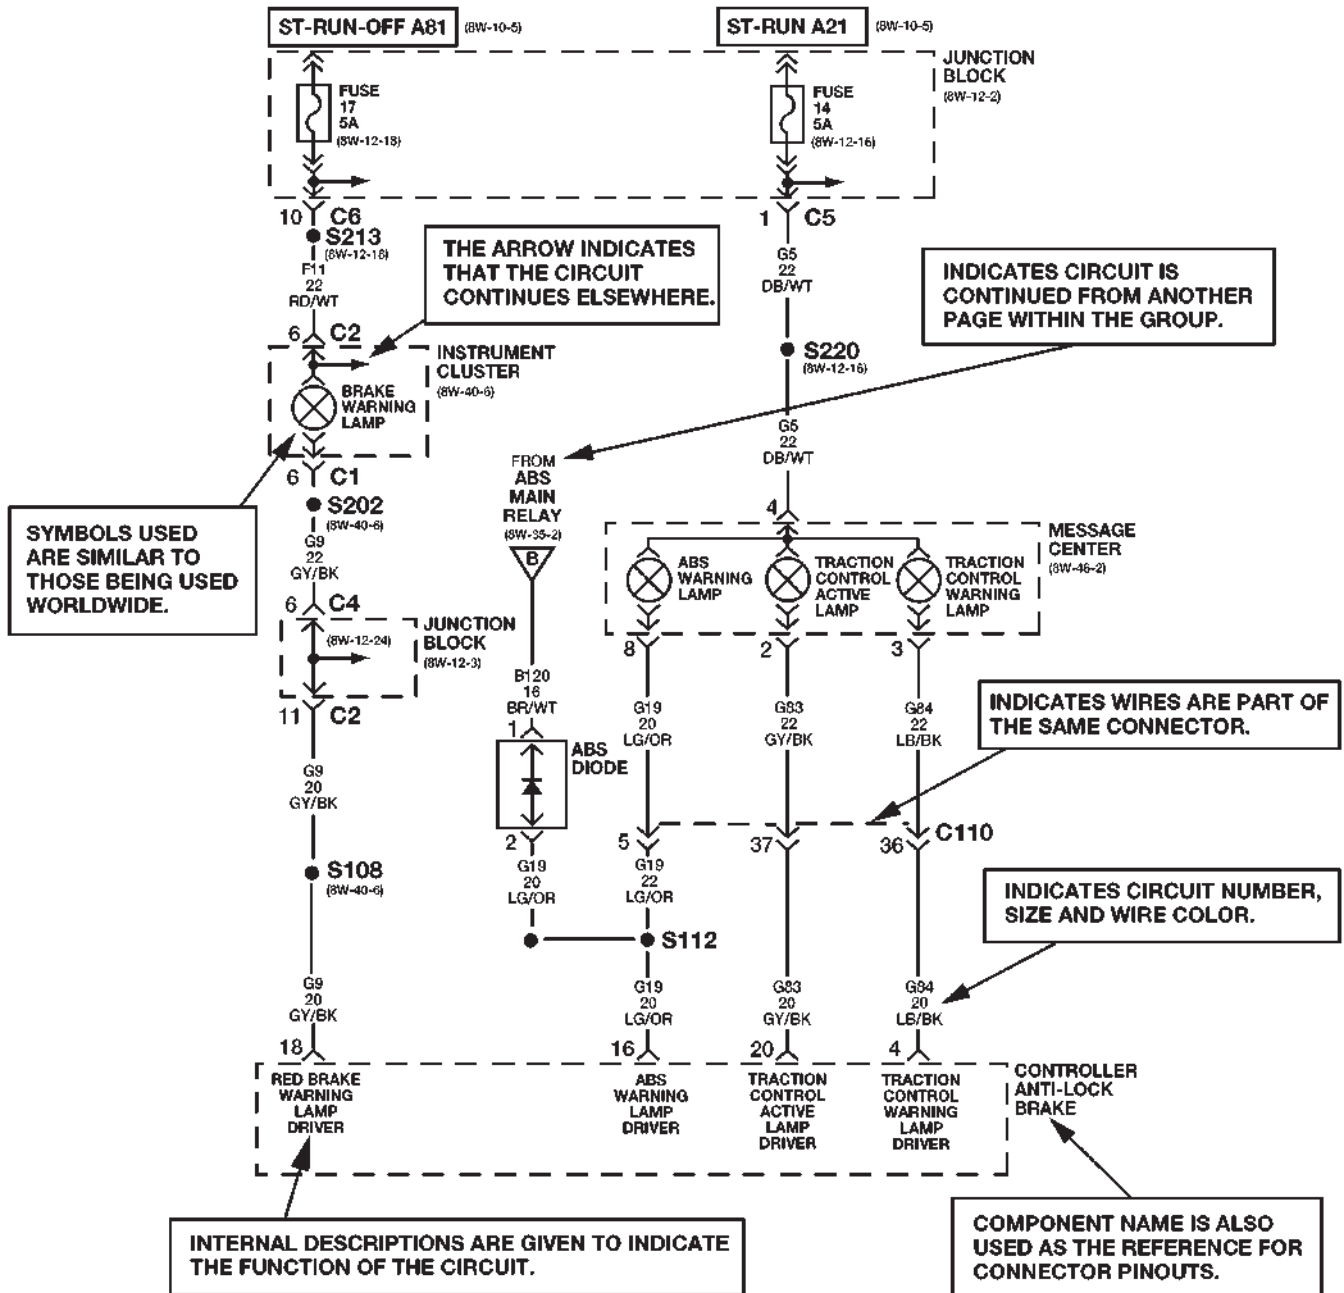 ST-RUN-OFF A81
(8W-10-5)
ST-RUN A21
(8W-10-5)
JUNCTION
BLOCK
(8W-12-2)
FUSE
17
5A
(8W-12-18)
FUSE
14
5A
(8W-12-16)
10
C6
S213
(8W-12-18)
F11
22
RD/WT
6
C2
1
C5
G5
22
DB/WT
THE ARROW INDICATES
THAT THE CIRCUIT
CONTINUES ELSEWHERE.
INDICATES CIRCUIT IS
CONTINUED FROM ANOTHER
PAGE WITHIN THE GROUP.
INSTRUMENT
CLUSTER
(8W-40-6)
BRAKE
WARNING
LAMP
S220
(8W-12-16)
G5
22
DB/WT
6
C1
S202
(8W-40-6)
G9
22
GY/BK
6
C4
SYMBOLS USED
ARE SIMILAR TO
THOSE BEING USED
WORLDWIDE.
FROM
ABS
MAIN
RELAY
(8W-35-2)
B
4
MESSAGE
CENTER
(8W-46-2)
ABS
WARNING
LAMP
TRACTION
CONTROL
ACTIVE
LAMP
TRACTION
CONTROL
WARNING
LAMP
(8W-12-24)
JUNCTION
BLOCK
(8W-12-3)
11
C2
8
2
3
B120
16
BR/WT
1
G19
20
LG/OR
G83
22
GY/BK
G84
22
LB/BK
INDICATES WIRES ARE PART OF
THE SAME CONNECTOR.
ABS
DIODE
G9
20
GY/BK
2
5
37
36
C110
S108
(8W-40-6)
G19
20
LG/OR
G19
22
LG/OR
INDICATES CIRCUIT NUMBER,
SIZE AND WIRE COLOR.
S112
G9
20
GY/BK
G19
20
LG/OR
G83
20
GY/BK
G84
20
LB/BK
18
16
20
4
CONTROLLER
ANTI-LOCK
BRAKE
RED BRAKE
WARNING
LAMP
DRIVER
ABS
WARNING
LAMP
DRIVER
TRACTION
CONTROL
ACTIVE
LAMP
DRIVER
TRACTION
CONTROL
WARNING
LAMP
DRIVER
INTERNAL DESCRIPTIONS ARE GIVEN TO INDICATE
THE FUNCTION OF THE CIRCUIT.
COMPONENT NAME IS ALSO
USED AS THE REFERENCE FOR
CONNECTOR PINOUTS.